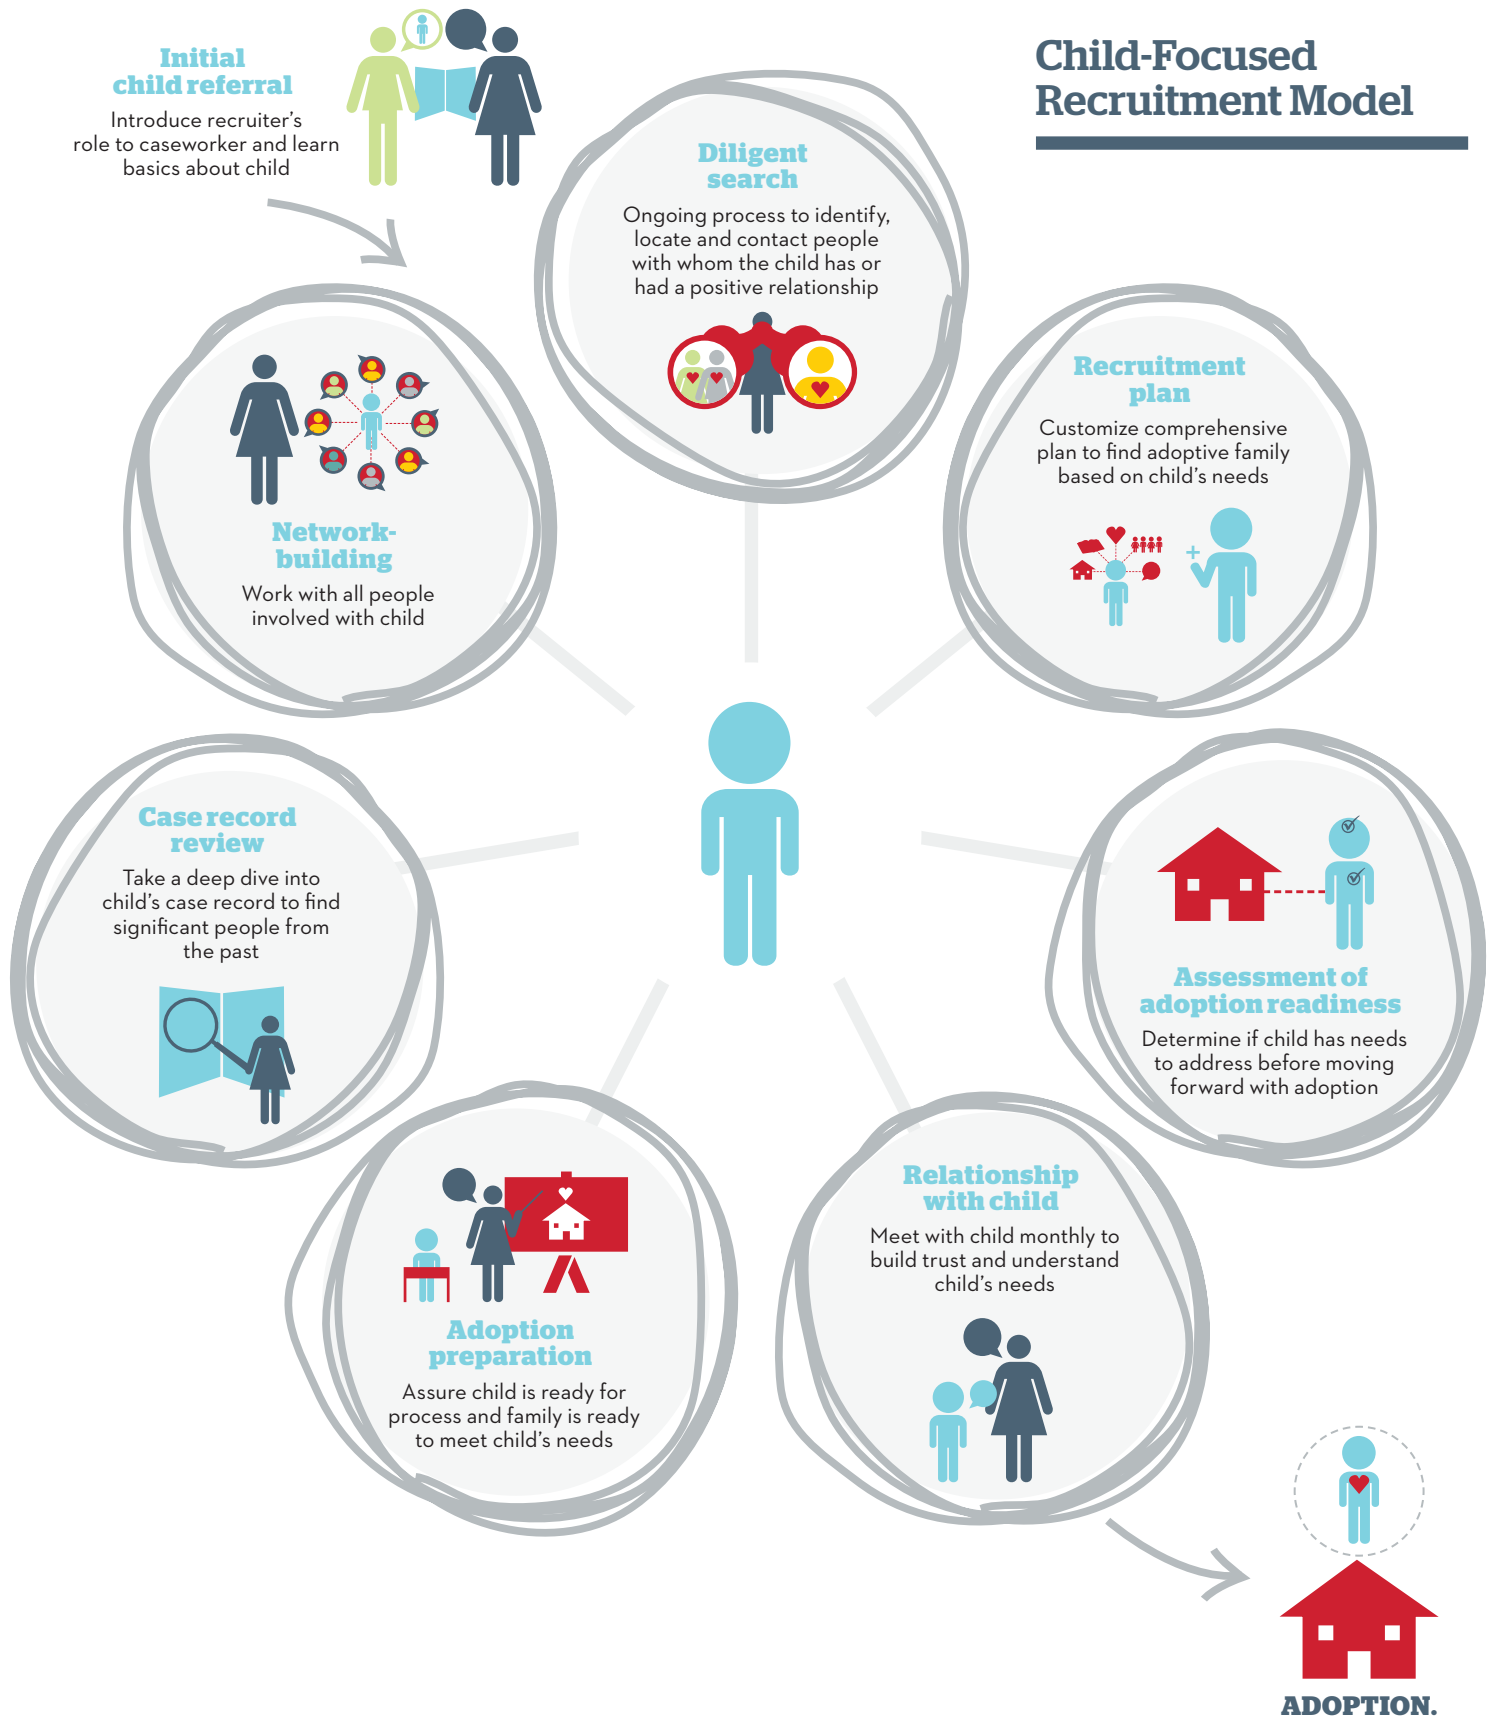 Child-Focused
Recruitment Model
Initial
child referral
Introduce recruiter's
role to caseworker and learn
basics about child
Diligent
search
Ongoing process to identify,
locate and contact people
with whom the child has or
had a positive relationship
Recruitment
plan
Customize comprehensive
plan to find adoptive family
based on child's needs
Network-
building
Work with all people
involved with child
Case record
review
Take a deep dive into
child's case record to find
significant people from
the past
Assessment of
adoption readiness
Determine if child has needs
to address before moving
forward with adoption
Relationship
with child
Meet with child monthly to
build trust and understand
child's needs
Adoption
preparation
Assure child is ready for
process and family is ready
to meet child's needs
ADOPTION.